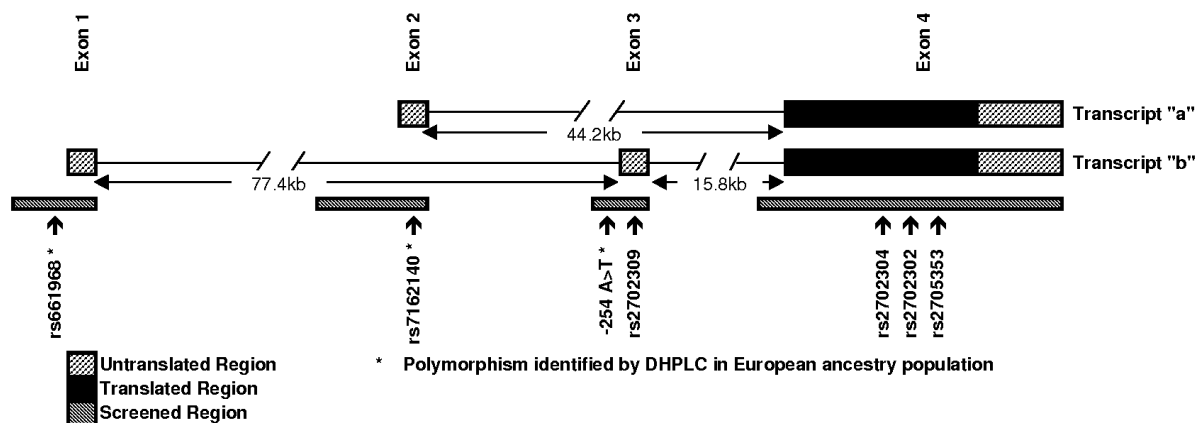 Exon 1
Exon 2
Exon 3
Exon 4
Transcript "a"
44.2kb
Transcript "b"
77.4kb
15.8kb
rs661968 *
rs7162140 *
-254 A>T *
rs2702309
rs2702304
rs2702302
rs2705353
Untranslated Region
* Polymorphism identified by DHPLC in European ancestry population
Translated Region
Screened Region